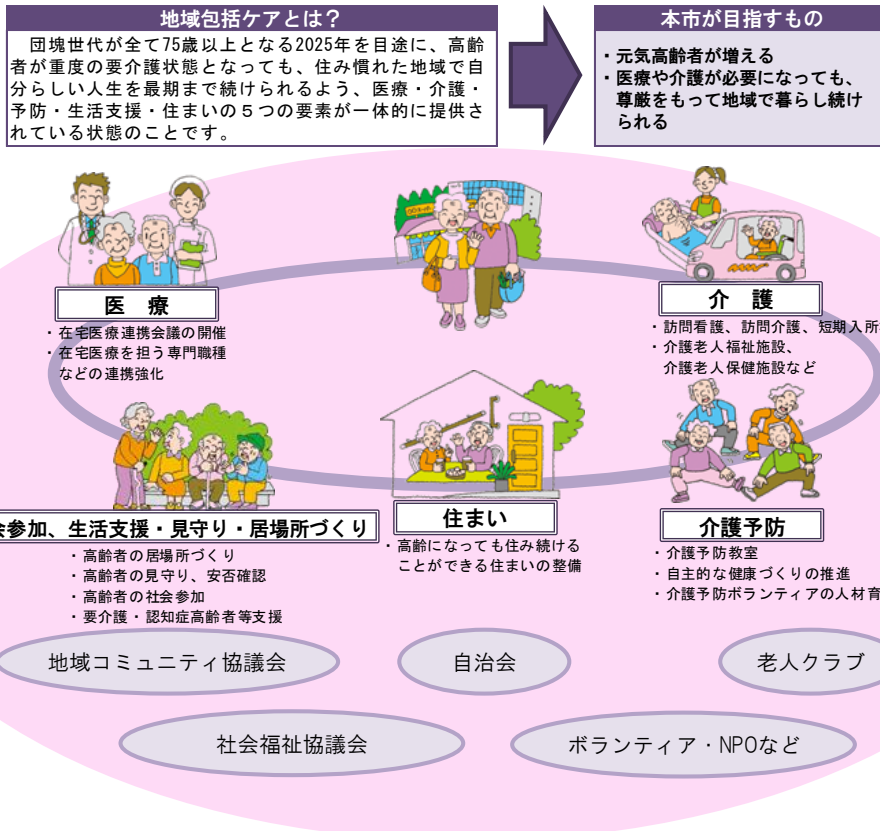 地域包括ケアとは？
団塊世代が全て75歳以上となる2025年を目途に、高齢
者が重度の要介護状態となっても、住み慣れた地域で自
分らしい人生を最期まで続けられるよう、医療・介護・
予防・生活支援・住まいの５つの要素が一体的に提供さ
れている状態のことです。
本市が目指すもの
・元気高齢者が増える
・医療や介護が必要になっても、
尊厳をもって地域で暮らし続け
られる
医 療
・在宅医療連携会議の開催
・在宅医療を担う専門職種
などの連携強化
介 護
・訪問看護、訪問介護、短期入所
・介護老人福祉施設、
介護老人保健施設など
会参加、生活支援・見守り・居場所づくり
・高齢者の居場所づくり
・高齢者の見守り、安否確認
・高齢者の社会参加
・要介護・認知症高齢者等支援
住まい
・高齢になっても住み続ける
ことができる住まいの整備
介護予防
・介護予防教室
・自主的な健康づくりの推進
・介護予防ボランティアの人材育
地域コミュニティ協議会
自治会
老人クラブ
社会福祉協議会
ボランティア・NPOなど